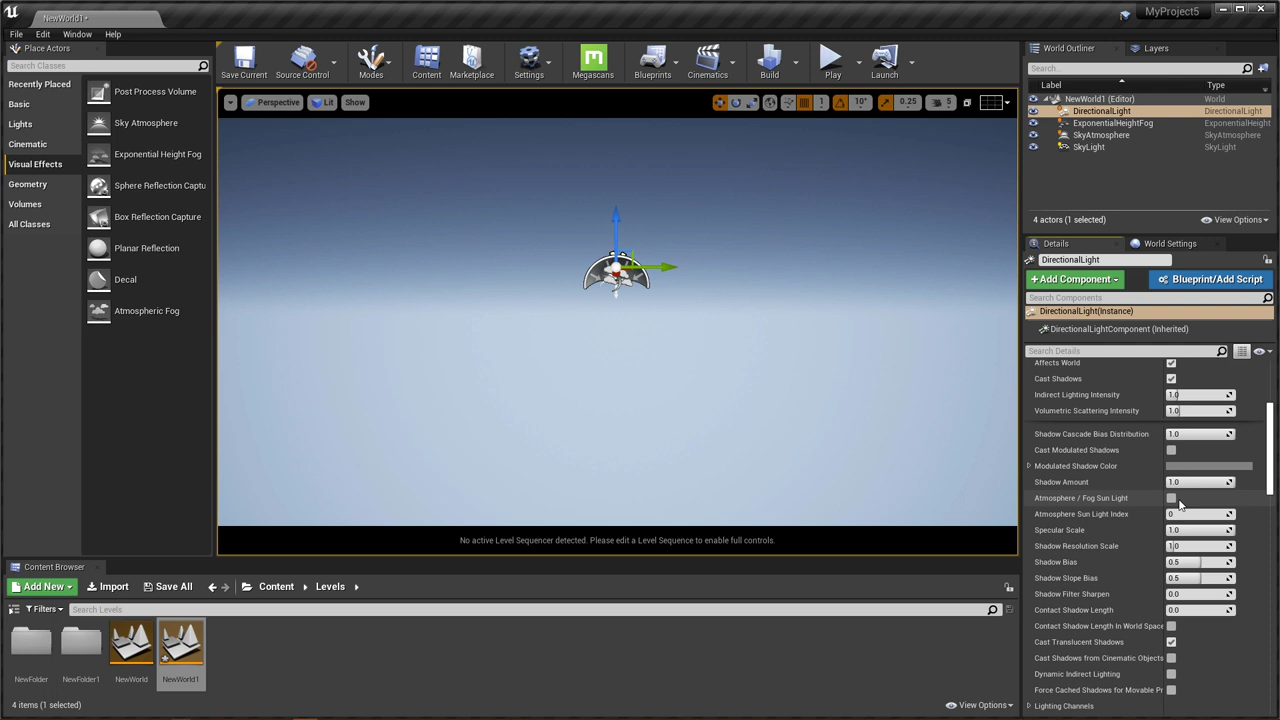 NewWorld1*
MyProject5
File Edit Window Help
Place Actors
Search Classes
Recently Placed
Basic
Lights
Cinematic
Visual Effects
Geometry
Volumes
All Classes
Post Process Volume
Sky Atmosphere
Exponential Height Fog
Sphere Reflection Captu
Box Reflection Capture
Planar Reflection
Decal
Atmospheric Fog
Save Current Source Control Modes Content Marketplace Settings Megascans Blueprints Cinematics Build Play Launch
Perspective Lit Show 1 10° 0.25 5
No active Level Sequencer detected. Please edit a Level Sequencer to enable full controls.
World Outliner Layers
Search...
Label Type
NewWorld1 (Editor) World
DirectionalLight DirectionalLight
ExponentialHeightFog ExponentialHeight
SkyAtmosphere SkyAtmosphere
SkyLight SkyLight
4 actors (1 selected) View Options
Details World Settings
DirectionalLight
+Add Component Blueprint/Add Script
Search Components
DirectionalLight(Instance)
DirectionalLightComponent (Inherited)
Search Details
Affects World
Cast Shadows
Indirect Lighting Intensity 1.0
Volumetric Scattering Intensity 1.0
Shadow Cascade Bias Distribution 1.0
Cast Modulated Shadows
Modulated Shadow Color
Shadow Amount 1.0
Atmosphere / Fog Sun Light
Atmosphere Sun Light Index 0
Specular Scale 1.0
Shadow Resolution Scale 1.0
Shadow Bias 0.5
Shadow Slope Bias 0.5
Shadow Filter Sharpen 0.0
Contact Shadow Length 0.0
Contact Shadow Length In World Space
Cast Translucent Shadows
Cast Shadows from Cinematic Objects
Dynamic Indirect Lighting
Force Cached Shadows for Movable Pr
Lighting Channels
Content Browser
Add New Import Save All Content Levels
Filters Search Levels
NewFolder NewFolder1 NewWorld NewWorld1
4 items (1 selected) View Options